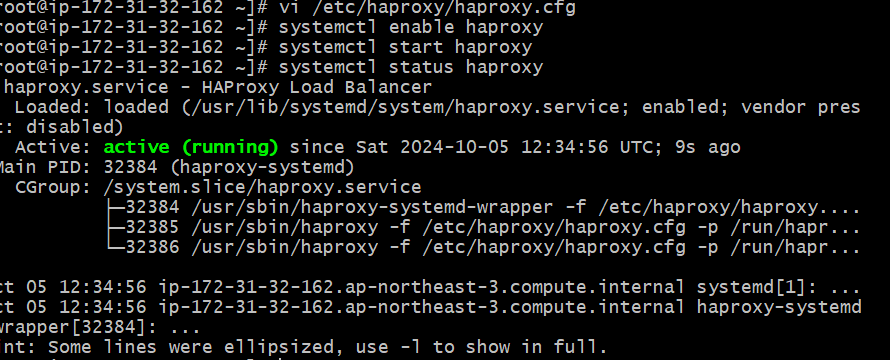 root@ip-172-31-32-162 ~]# vi /etc/haproxy/haproxy.cfg
root@ip-172-31-32-162 ~]# systemctl enable haproxy
root@ip-172-31-32-162 ~]# systemctl start haproxy
root@ip-172-31-32-162 ~]# systemctl status haproxy
haproxy.service - HAProxy Load Balancer
Loaded: loaded (/usr/lib/systemd/system/haproxy.service; enabled; vendor pres
t: disabled)
Active: active (running) since Sat 2024-10-05 12:34:56 UTC; 9s ago
Main PID: 32384 (haproxy-systemd)
CGroup: /system.slice/haproxy.service
├─32384 /usr/sbin/haproxy-systemd-wrapper -f /etc/haproxy/haproxy....
├─32385 /usr/sbin/haproxy -f /etc/haproxy/haproxy.cfg -p /run/hapr...
└─32386 /usr/sbin/haproxy -f /etc/haproxy/haproxy.cfg -p /run/hapr...
ct 05 12:34:56 ip-172-31-32-162.ap-northeast-3.compute.internal systemd[1]: ...
ct 05 12:34:56 ip-172-31-32-162.ap-northeast-3.compute.internal haproxy-systemd
wrapper[32384]: ...
int: Some lines were ellipsized, use -l to show in full.